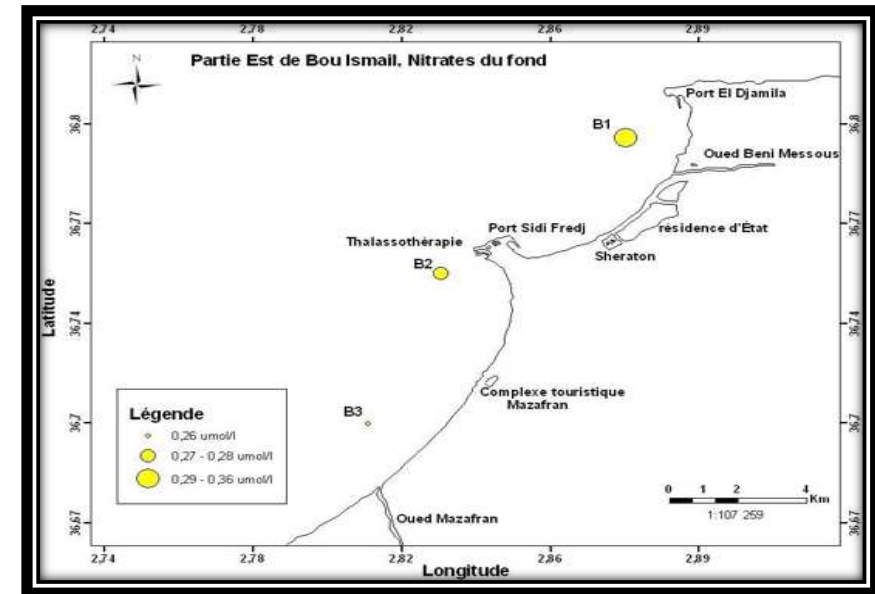 2,74 2,78 2,82 2,86 2,89
Partie Est de Bou Ismail, Nitrates du fond
N
Port El Djamila
B1
Oued Beni Messous
Port Sidi Fredj
résidence d'État
Thalassothérapie
Sheraton
B2
Complexe touristique
Mazafran
B3
Oued Mazafran
Légende
0,26 umol/l
0,27 - 0,28 umol/l
0,29 - 0,36 umol/l
0 1 2 4
Km
1:107 259
Latitude
36,8
36,77
36,74
36,7
36,67
36,8
36,77
36,74
36,7
36,67
2,74 2,78 2,82 2,86 2,89
Longitude